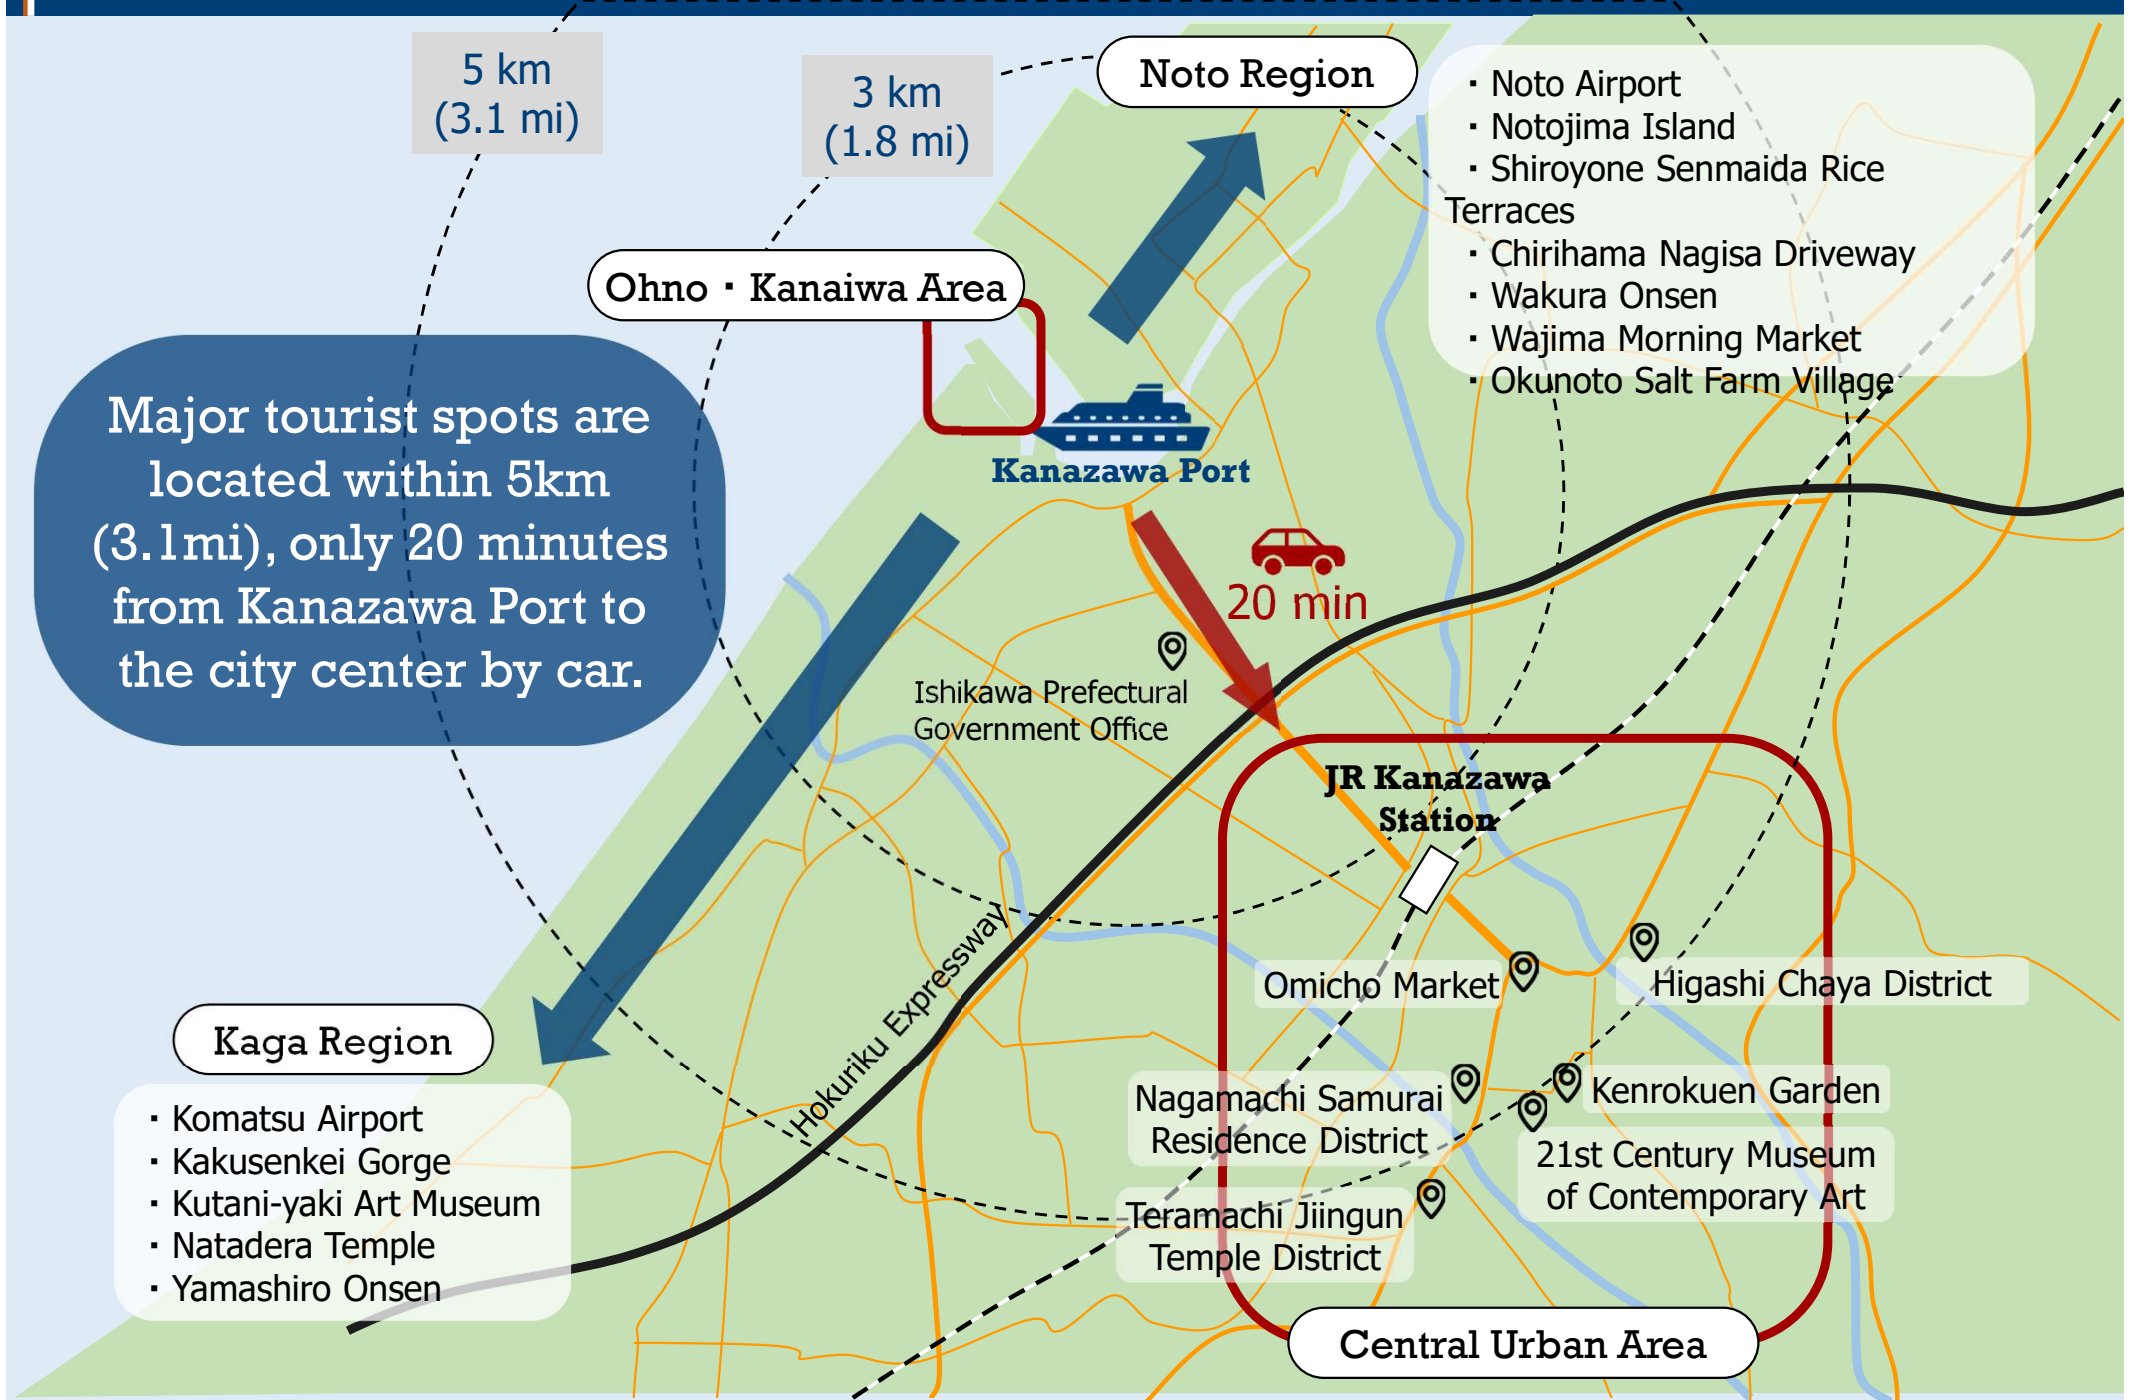 5 km
(3.1 mi)
3 km
(1.8 mi)
Noto Region
・Noto Airport
・Notojima Island
・Shiroyone Senmaida Rice
Terraces
・Chirihama Nagisa Driveway
・Wakura Onsen
・Wajima Morning Market
・Okunoto Salt Farm Village
Ohno・Kanaiwa Area
Major tourist spots are
located within 5km
(3.1mi), only 20 minutes
from Kanazawa Port to
the city center by car.
Kanazawa Port
20 min
Ishikawa Prefectural
Government Office
JR Kanazawa
Station
Hokuriku Expressway
Omicho Market
Higashi Chaya District
Kaga Region
・Komatsu Airport
・Kakusenkei Gorge
・Kutani-yaki Art Museum
・Natadera Temple
・Yamashiro Onsen
Nagamachi Samurai
Residence District
Kenrokuen Garden
21st Century Museum
of Contemporary Art
Teramachi Jiingun
Temple District
Central Urban Area